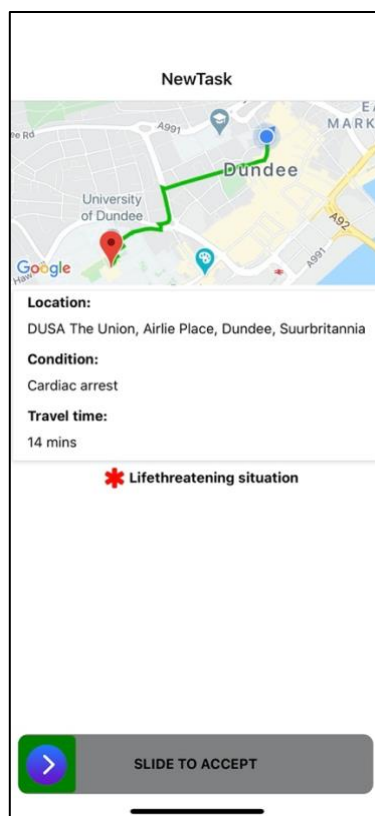 NewTask
A991
MARK
Dundee
University
of Dundee
A92
A991
Google
Location:
DUSA The Union, Airlie Place, Dundee, Suurbritannia
Condition:
Cardiac arrest
Travel time:
14 mins
Lifethreatening situation
SLIDE TO ACCEPT